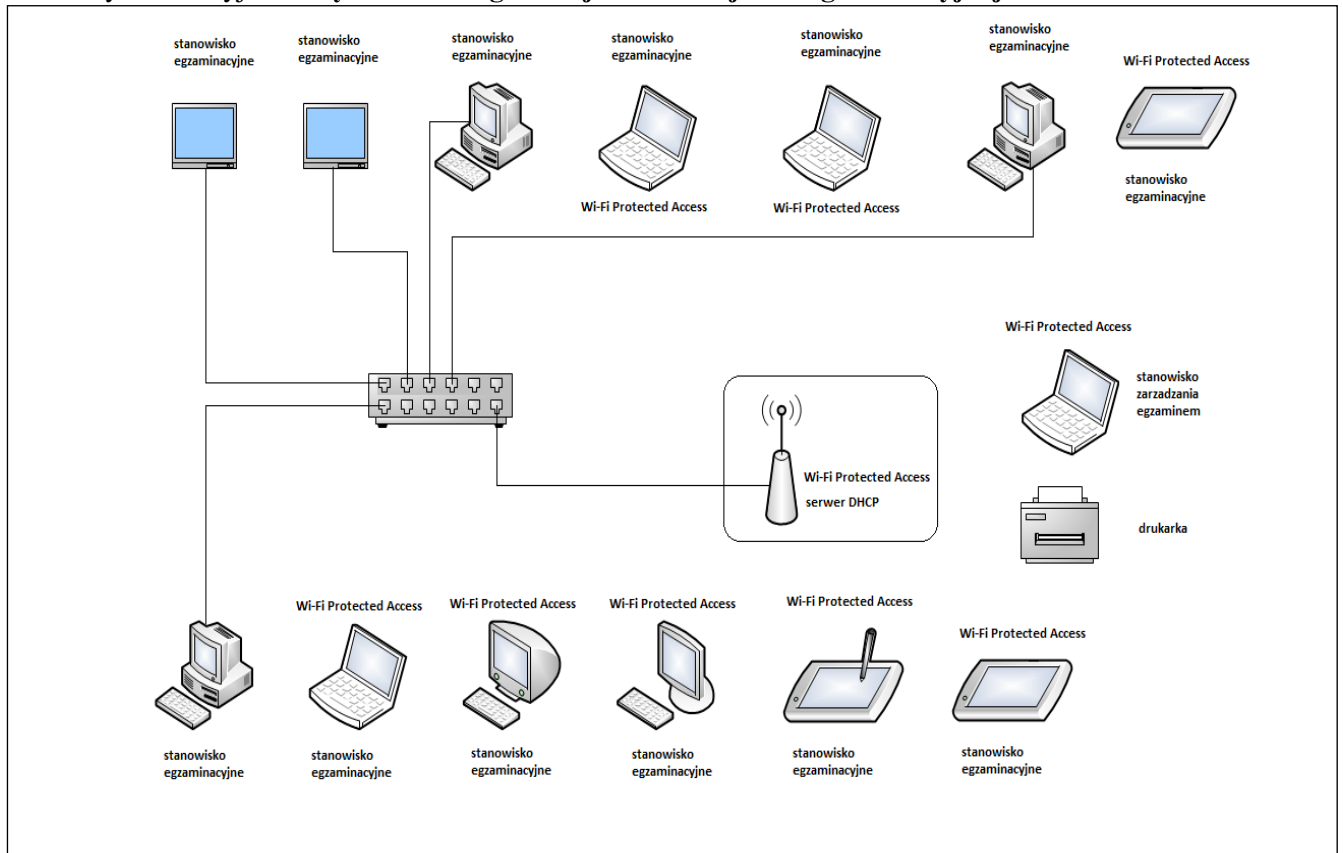 stanowisko
egzaminacyjne
stanowisko
egzaminacyjne
stanowisko
egzaminacyjne
stanowisko
egzaminacyjne
stanowisko
egzaminacyjne
stanowisko
egzaminacyjne
Wi-Fi Protected Access
stanowisko
egzaminacyjne
Wi-Fi Protected Access
Wi-Fi Protected Access
Wi-Fi Protected Access
stanowisko
zarzadzania
egzaminem
Wi-Fi Protected Access
serwer DHCP
drukarka
Wi-Fi Protected Access
Wi-Fi Protected Access
Wi-Fi Protected Access
Wi-Fi Protected Access
Wi-Fi Protected Access
stanowisko
egzaminacyjne
stanowisko
egzaminacyjne
stanowisko
egzaminacyjne
stanowisko
egzaminacyjne
stanowisko
egzaminacyjne
stanowisko
egzaminacyjne